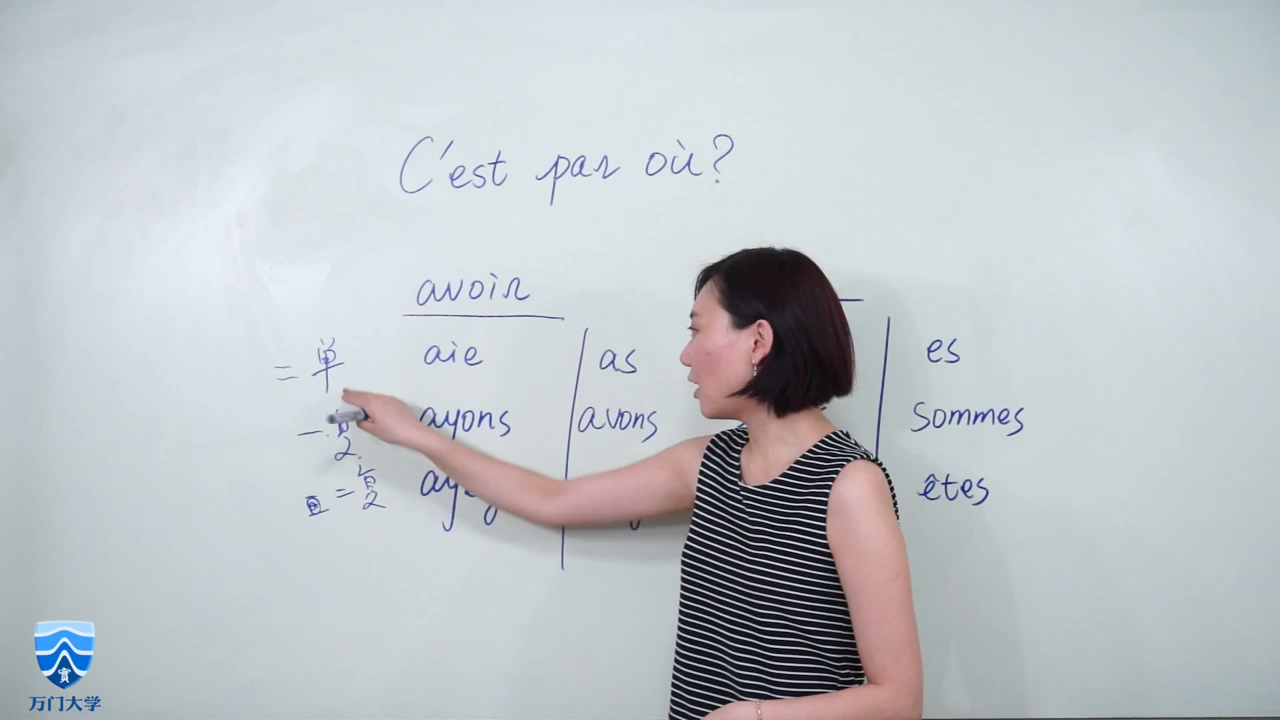 C'est par où?
avoir
二单 aie as es
一复 ayons avons sommes
二复 êtes
万门大学